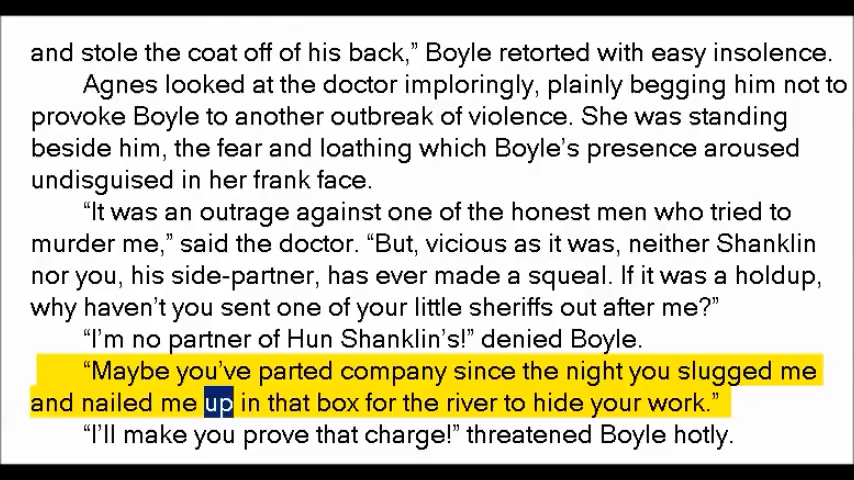 and stole the coat off of his back,” Boyle retorted with easy insolence.
Agnes looked at the doctor imploringly, plainly begging him not to
provoke Boyle to another outbreak of violence. She was standing
beside him, the fear and loathing which Boyle’s presence aroused
undisguised in her frank face.
“It was an outrage against one of the honest men who tried to
murder me,” said the doctor. “But, vicious as it was, neither Shanklin
nor you, his side-partner, has ever made a squeal. If it was a holdup,
why haven’t you sent one of your little sheriffs out after me?”
“I’m no partner of Hun Shanklin’s!” denied Boyle.
“Maybe you’ve parted company since the night you slugged me
and nailed me up in that box for the river to hide your work.”
“I’ll make you prove that charge!” threatened Boyle hotly.